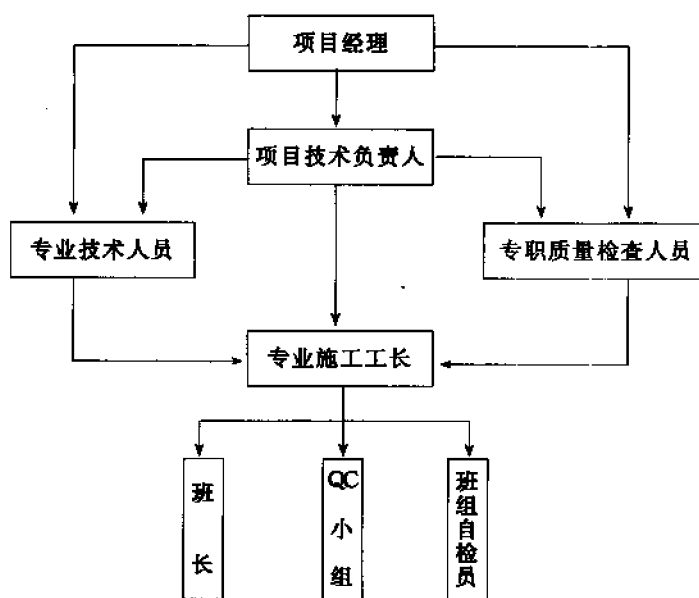 项目经理
项目技术负责人
专业技术人员
专职质量检查人员
专业施工工长
班长
QC小组
班组自检员